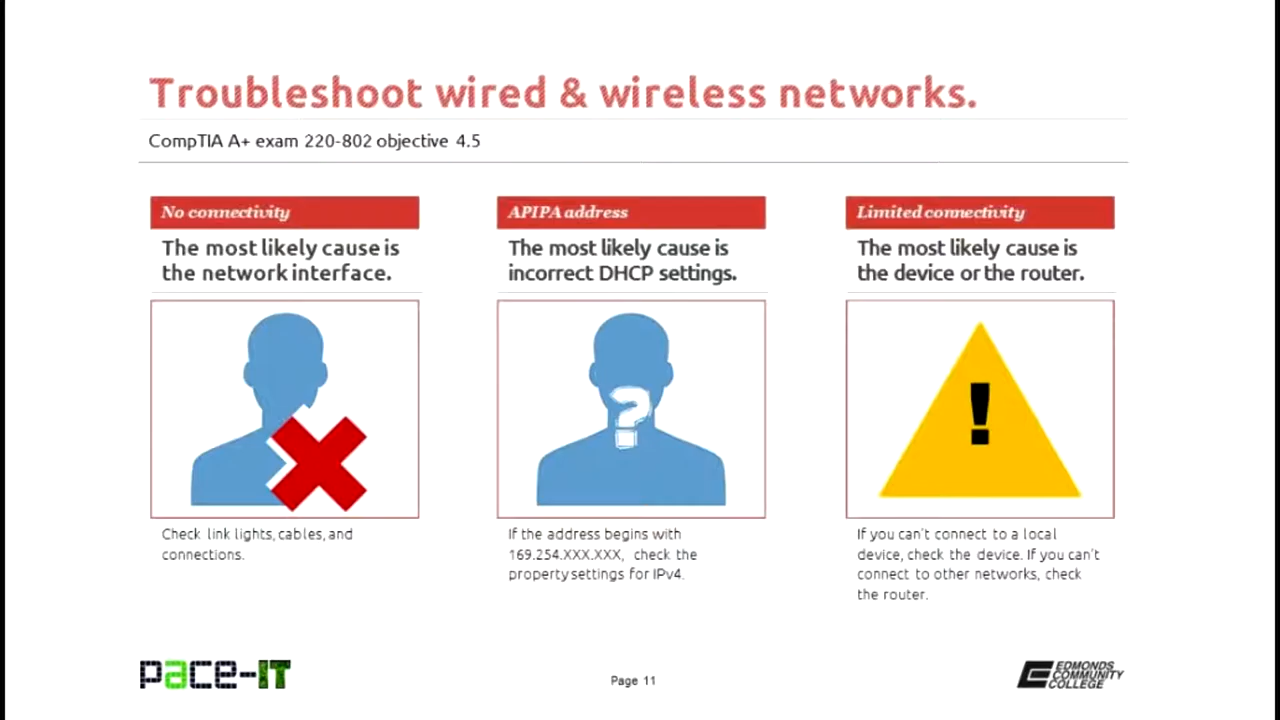 Troubleshoot wired & wireless networks.
CompTIA A+ exam 220-802 objective 4.5
No connectivity
The most likely cause is
the network interface.
Check link lights, cables, and
connections.
APIPA address
The most likely cause is
incorrect DHCP settings.
?
If the address begins with
169.254.XXX.XXX, check the
property settings for IPv4.
Limited connectivity
The most likely cause is
the device or the router.
!
If you can't connect to a local
device, check the device. If you can't
connect to other networks, check
the router.
pace-IT
Page 11
EDMONDS
COMMUNITY
COLLEGE